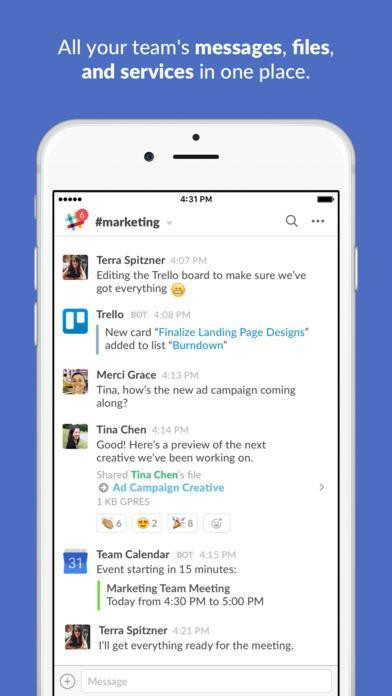 All your team's messages, files,
and services in one place.
4:31 PM
6
#marketing
Terra Spitzner 4:07 PM
Editing the Trello board to make sure we've
got everything 😁
Trello BOT 4:08 PM
New card “Finalize Landing Page Designs”
added to list “Burndown”
Merci Grace 4:13 PM
Tina, how's the new ad campaign coming
along?
Tina Chen 4:14 PM
Good! Here's a preview of the next
creative we've been working on.
Shared Tina Chen's file
Ad Campaign Creative
1 KB GPRES
👏 6 😍 2 🎉 8
31
Team Calendar BOT 4:15 PM
Event starting in 15 minutes:
Marketing Team Meeting
Today from 4:30 PM to 5:00 PM
Terra Spitzner 4:21 PM
I'll get everything ready for the meeting.
Message